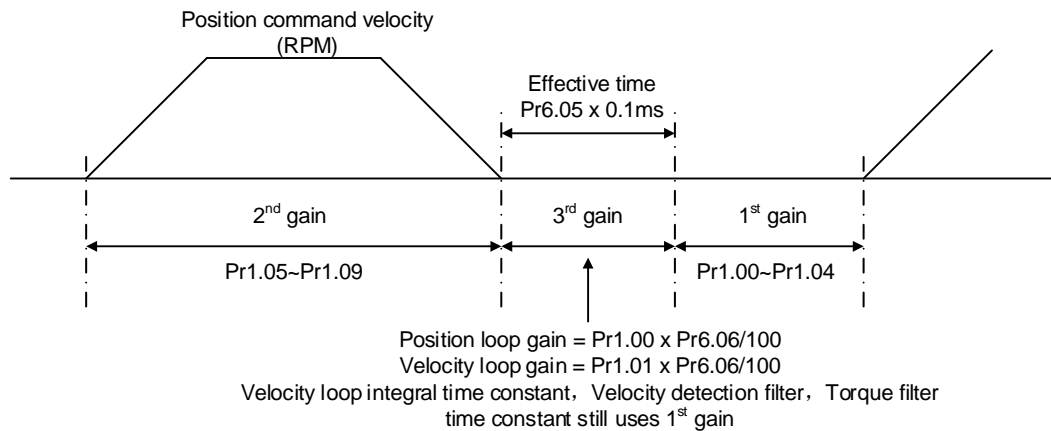 Position command velocity
(RPM)
Effective time
Pr6.05 x 0.1ms
2nd gain
3rd gain
1st gain
Pr1.05~Pr1.09
Pr1.00~Pr1.04
Position loop gain = Pr1.00 x Pr6.06/100
Velocity loop gain = Pr1.01 x Pr6.06/100
Velocity loop integral time constant，Velocity detection filter，Torque filter
time constant still uses 1st gain